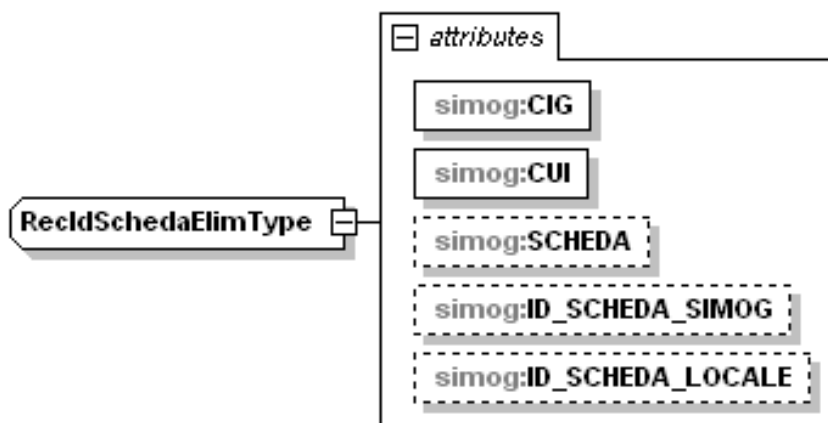 attributes
simog:CIG
simog:CUI
RecIdSchedaElimType
simog:SCHEDA
simog:ID_SCHEDA_SIMOG
simog:ID_SCHEDA_LOCALE